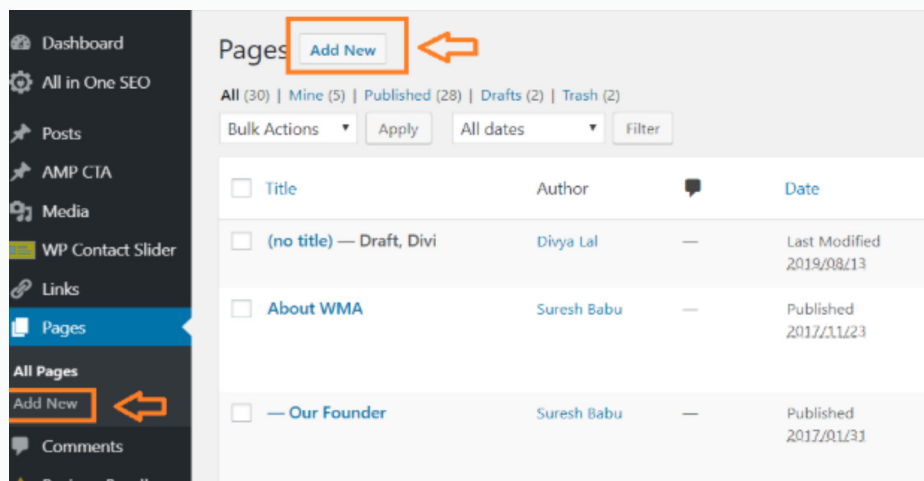 Dashboard
All in One SEO
Posts
AMP CTA
Media
WP Contact Slider
Links
Pages
All Pages
Add New
Comments
Pages Add New
All (30) | Mine (5) | Published (28) | Drafts (2) | Trash (2)
Bulk Actions Apply All dates Filter
Title Author Date
(no title) — Draft, Divi Divya Lal — Last Modified
2019/08/13
About WMA Suresh Babu — Published
2017/11/23
— Our Founder Suresh Babu — Published
2017/01/31